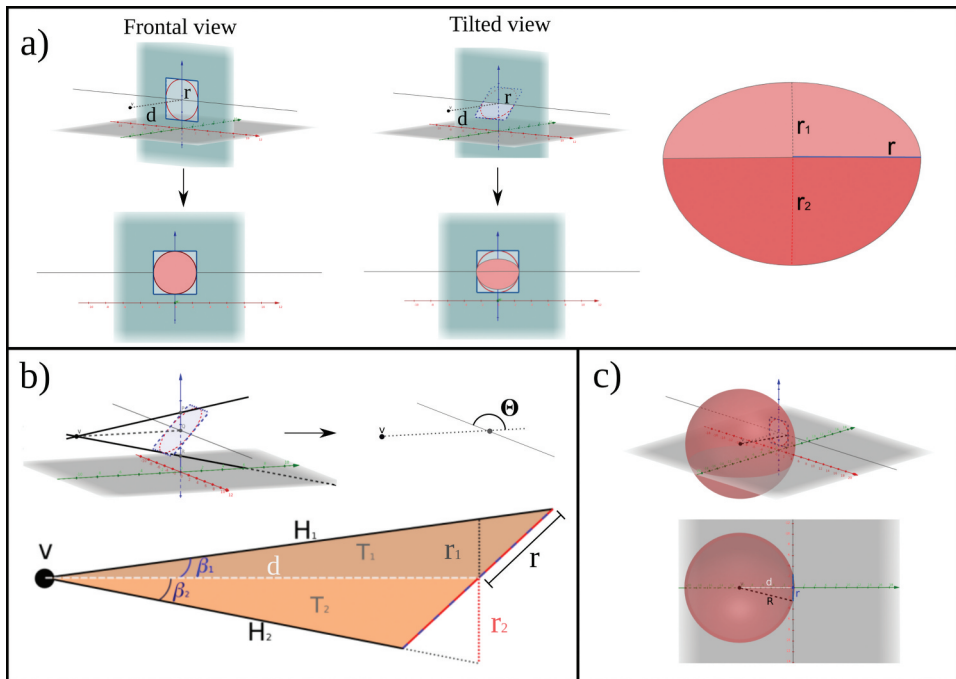 a)
Frontal view
Tilted view
r
d
v
r
d
v
r₁
r
r₂
b)
v
Θ
v
V
H₁
T₁
β₁
d
r₁
r
β₂
T₂
r₂
H₂
c)
d
R
r